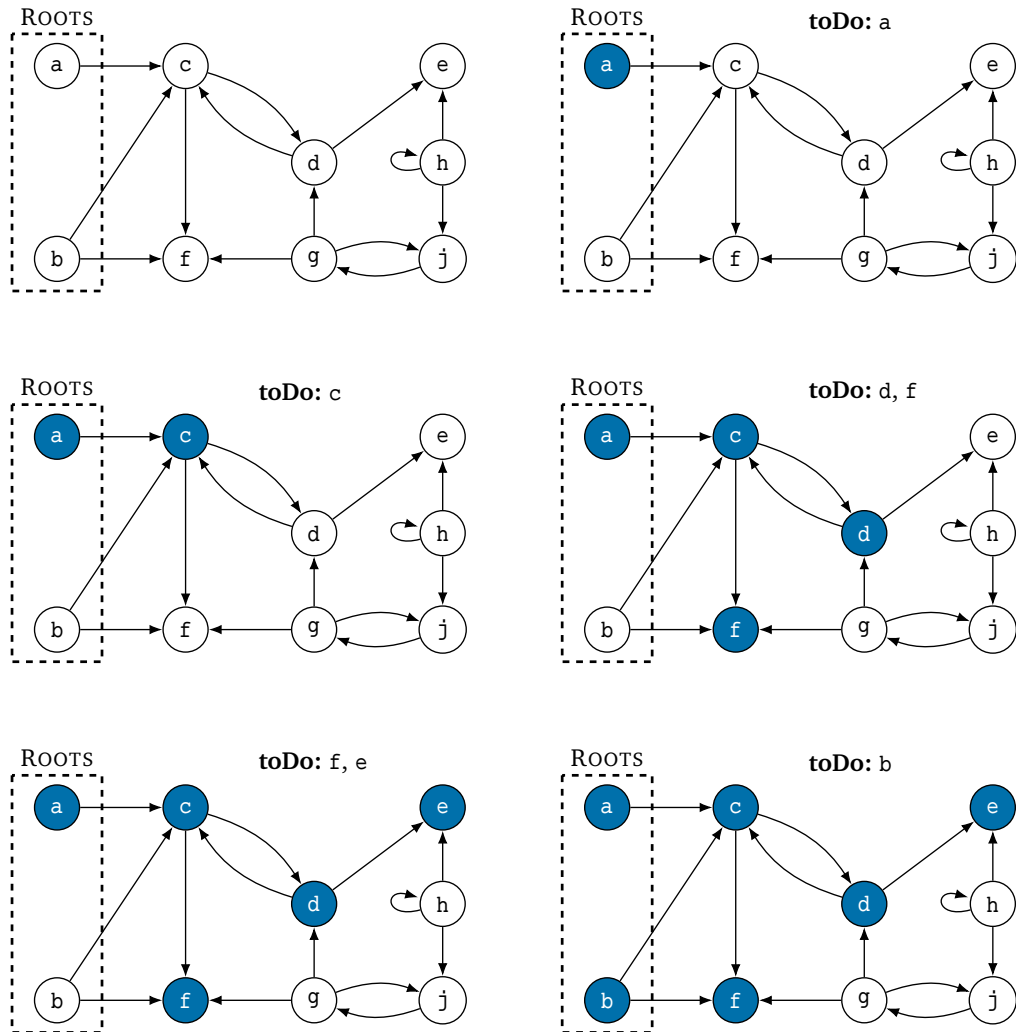 ROOTS
a c e
d h
b f g j
ROOTS
toDo: a
a c e
d h
b f g j
ROOTS
toDo: c
a c e
d h
b f g j
ROOTS
toDo: d, f
a c e
d h
b f g j
ROOTS
toDo: f, e
a c e
d h
b f g j
ROOTS
toDo: b
a c e
d h
b f g j